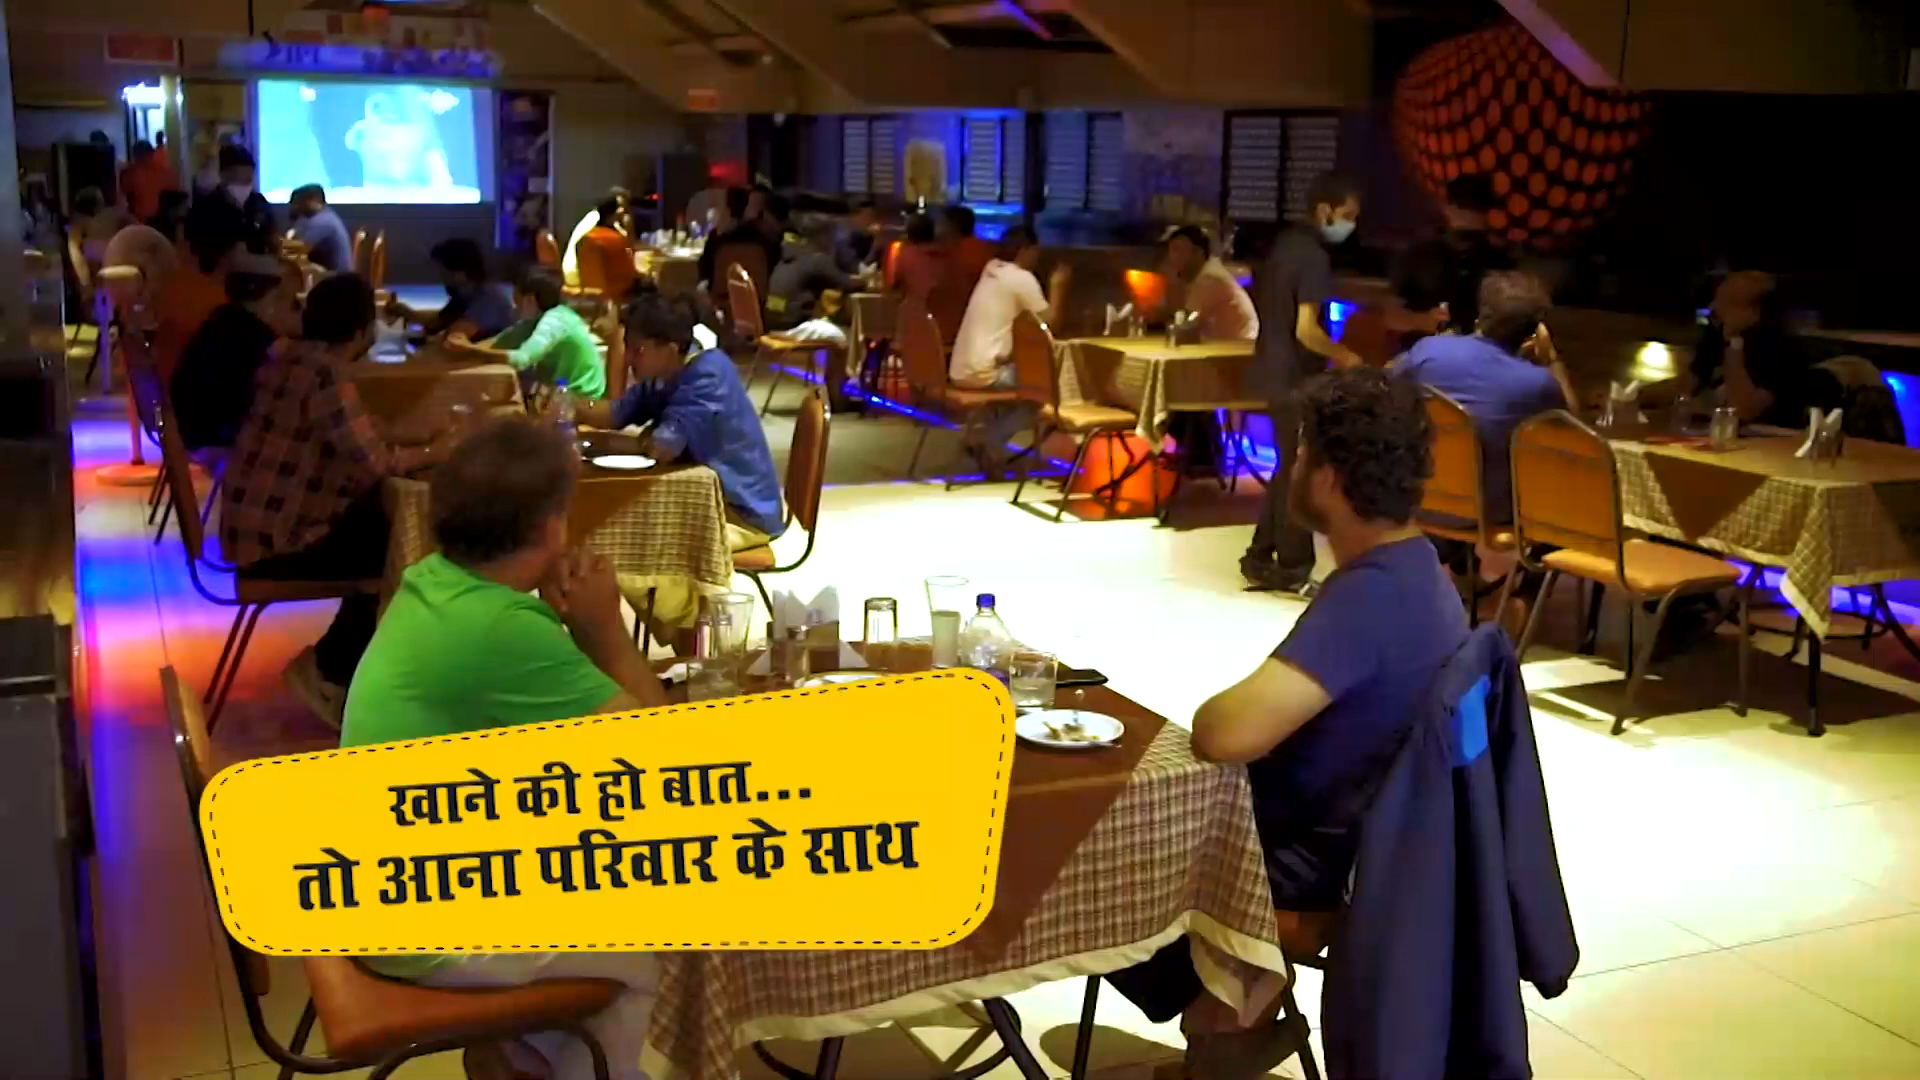 खाने की हो बात...
तो आना परिवार के साथ